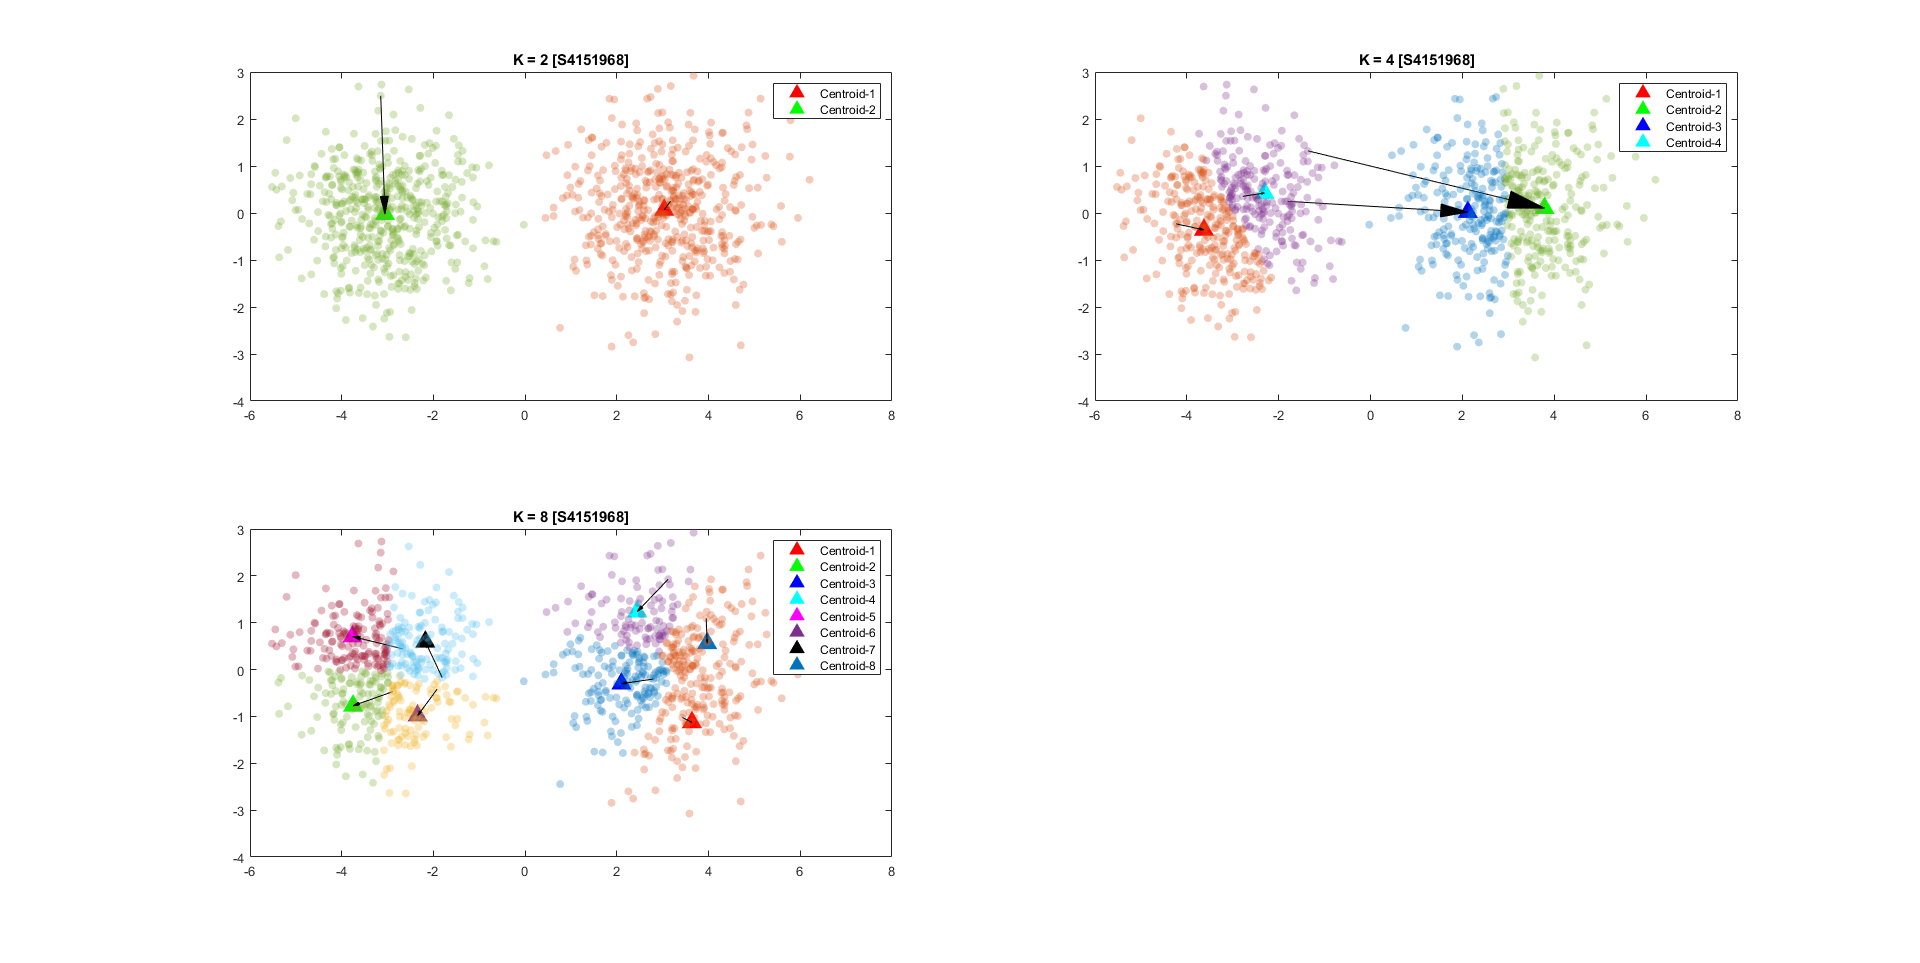 K = 2 [S4151968]
3
2
1
0
-1
-2
-3
-4
-6
-4
-2
0
2
4
6
8
Centroid-1
Centroid-2
K = 4 [S4151968]
3
2
1
0
-1
-2
-3
-4
-6
-4
-2
0
2
4
6
8
Centroid-1
Centroid-2
Centroid-3
Centroid-4
K = 8 [S4151968]
3
2
1
0
-1
-2
-3
-4
-6
-4
-2
0
2
4
6
8
Centroid-1
Centroid-2
Centroid-3
Centroid-4
Centroid-5
Centroid-6
Centroid-7
Centroid-8